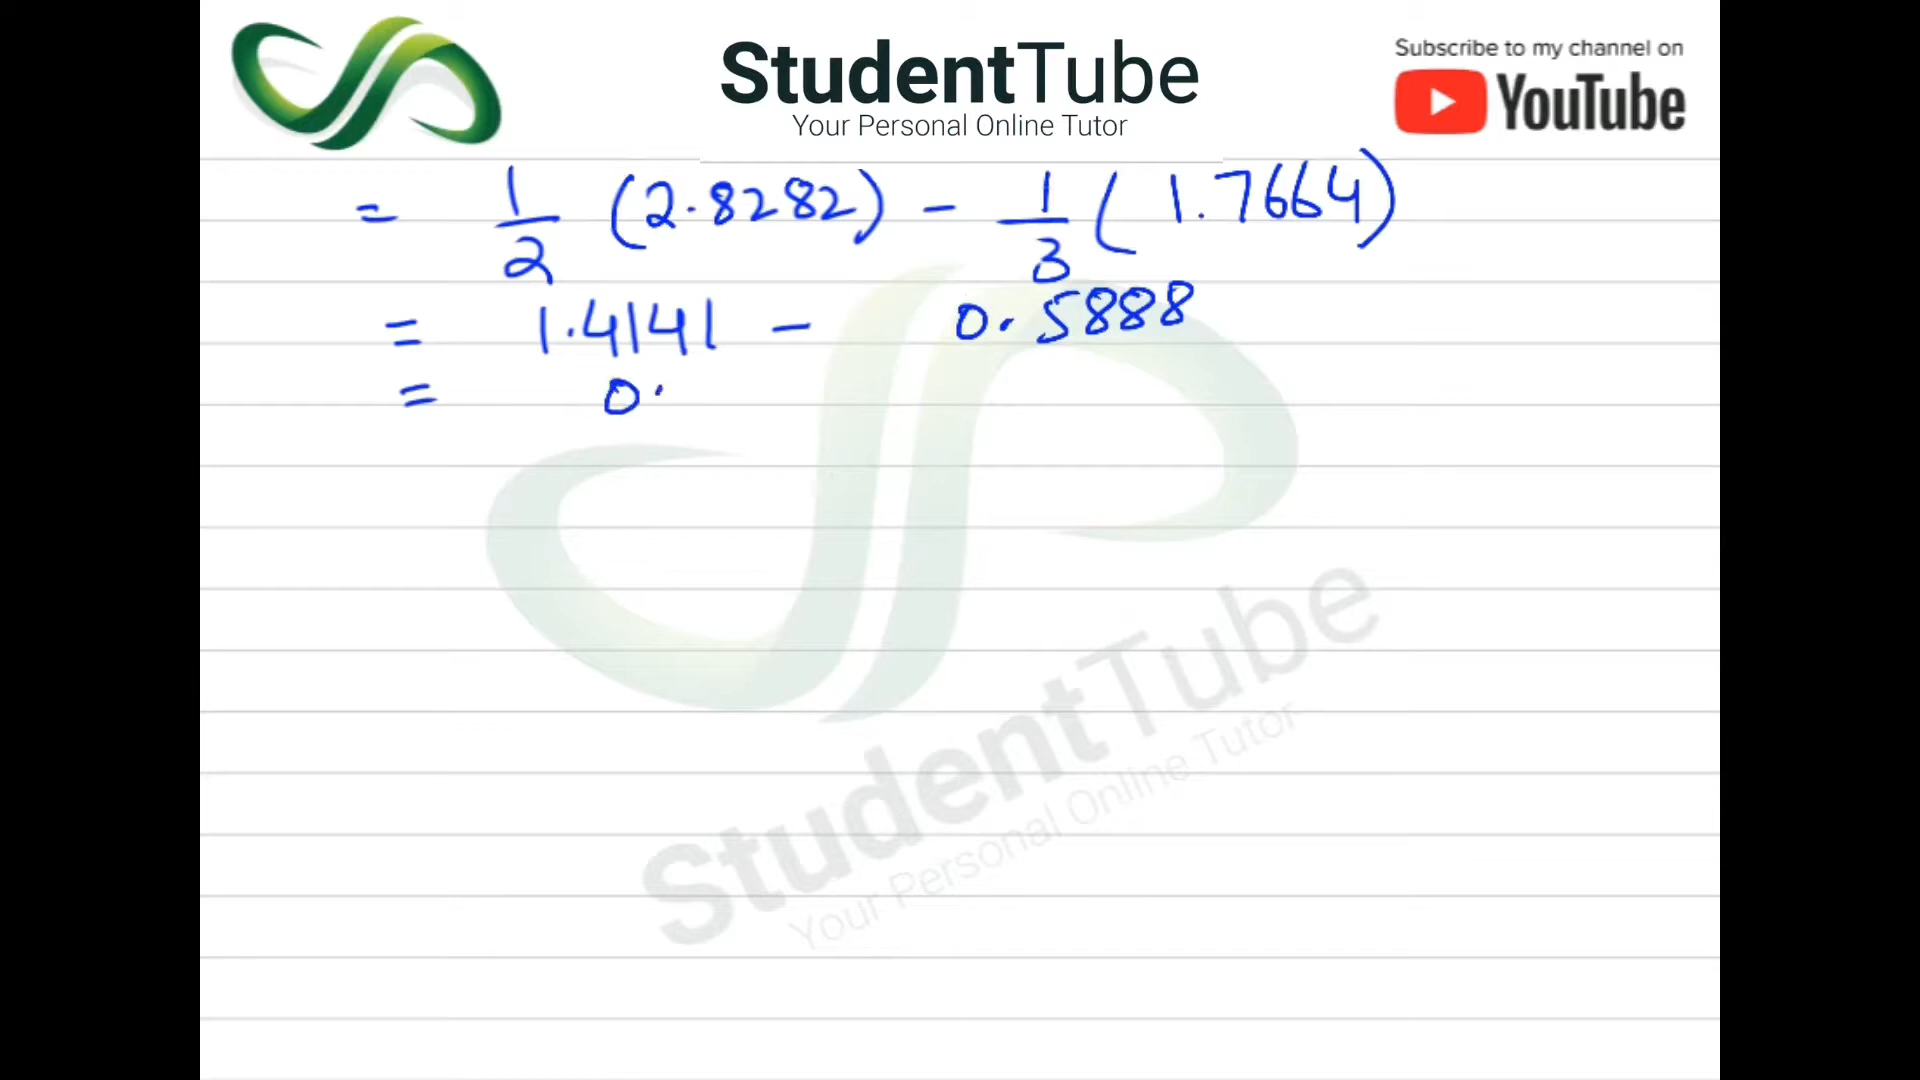 StudentTube
Your Personal Online Tutor
Subscribe to my channel on
YouTube
= 1/2 (2.8282) - 1/3 (1.7664)
= 1.4141 - 0.5888
= 0.
StudentTube
Your Personal Online Tutor